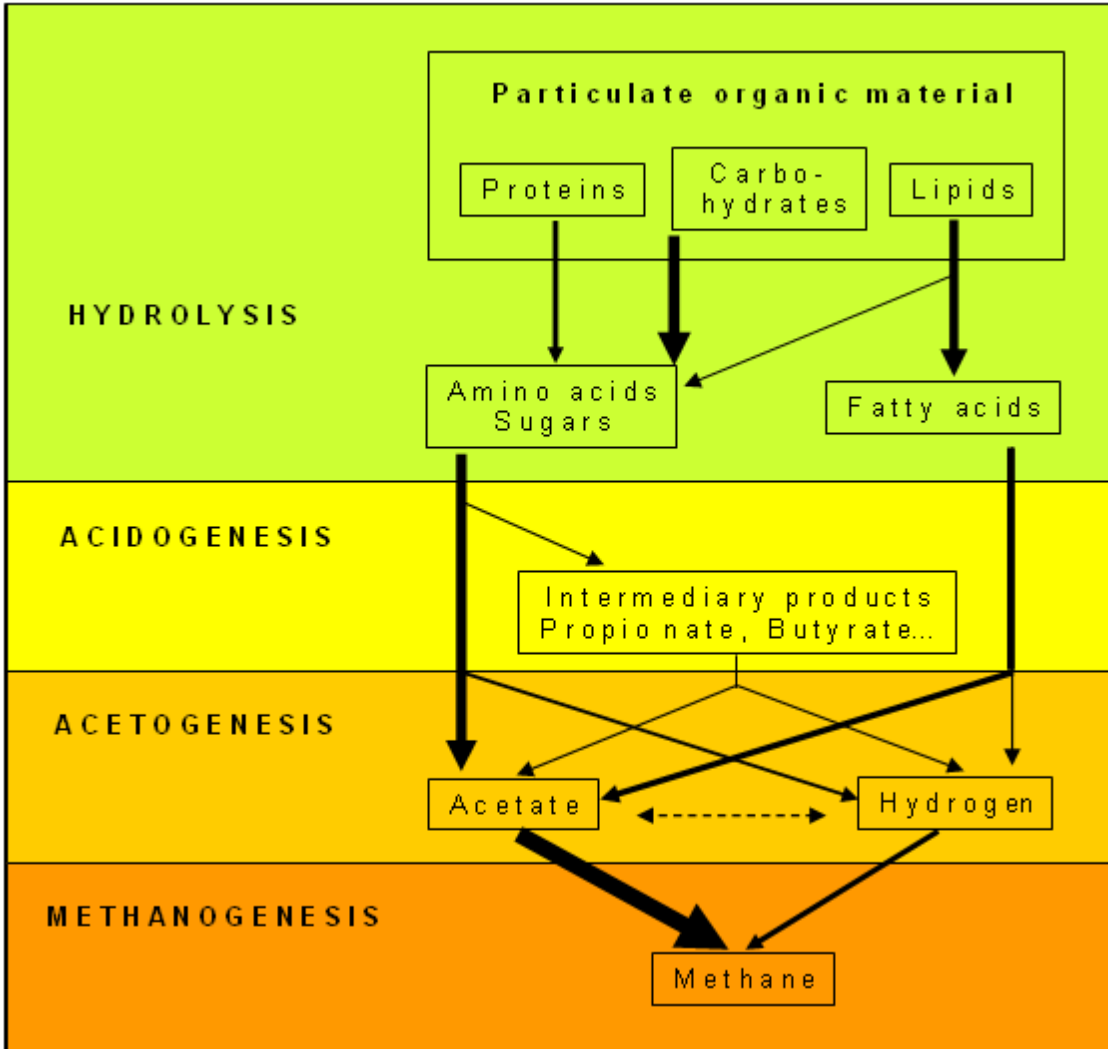 Particulate organic material
Proteins
Carbo-
hydrates
Lipids
HYDROLYSIS
Amino acids
Sugars
Fatty acids
ACIDOGENESIS
Intermediary products
Propionate, Butyrate...
ACETOGENESIS
Acetate
Hydrogen
METHANOGENESIS
Methane